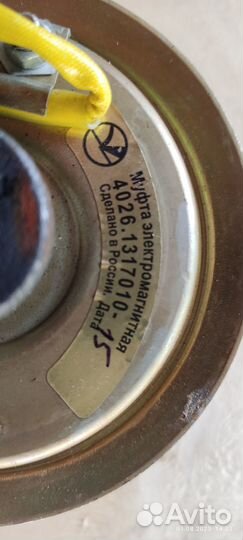 Муфта электромагнитная
4026.1317010-
Сделано в России Дата 15
Avito